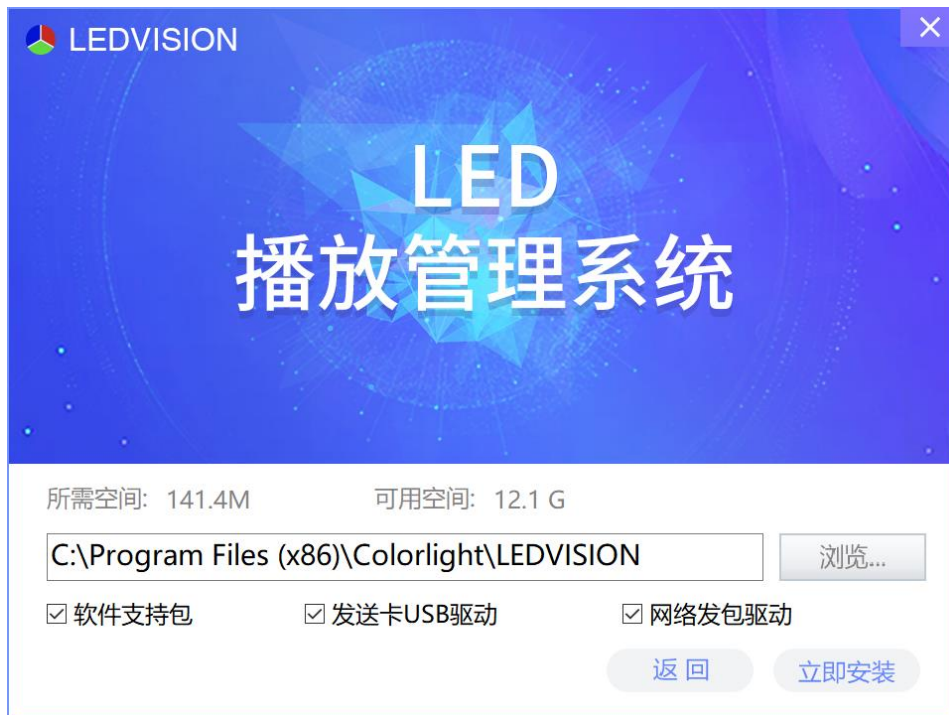 LEDVISION
LED
播放管理系统
所需空间: 141.4M 可用空间: 12.1 G
C:\Program Files (x86)\Colorlight\LEDVISION 浏览...
软件支持包 发送卡USB驱动 网络发包驱动
返回 立即安装